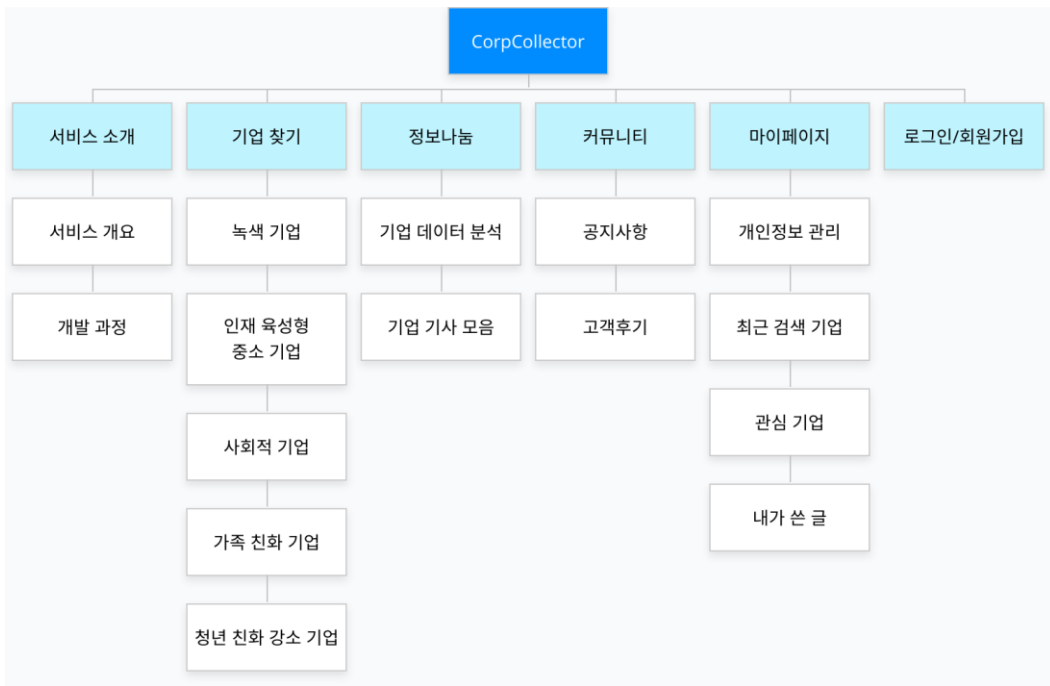 CorpCollector
서비스 소개
기업 찾기
정보나눔
커뮤니티
마이페이지
로그인/회원가입
서비스 개요
녹색 기업
기업 데이터 분석
공지사항
개인정보 관리
개발 과정
인재 육성형
중소 기업
기업 기사 모음
고객후기
최근 검색 기업
사회적 기업
관심 기업
가족 친화 기업
내가 쓴 글
청년 친화 강소 기업